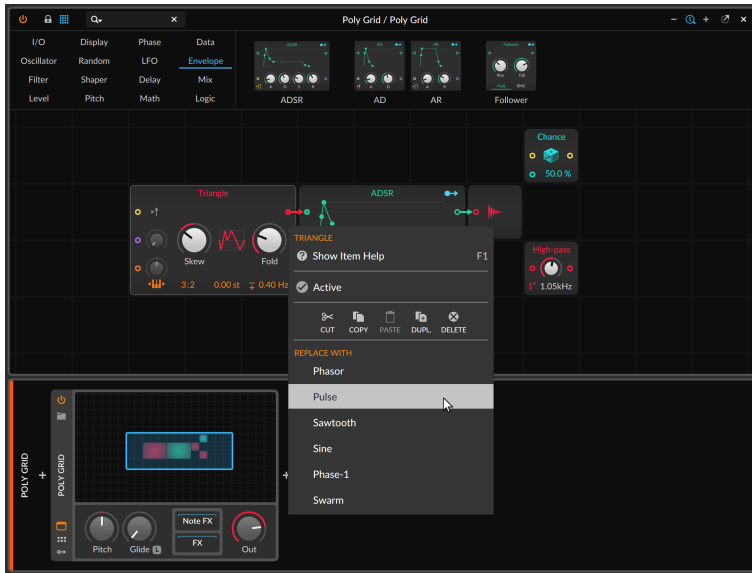 Poly Grid / Poly Grid
I/O Display Phase Data
Oscillator Random LFO Envelope
Filter Shaper Delay Mix
Level Pitch Math Logic
ADSR
A D S R
ADSR
AD
A D
AD
AR
A R
AR
Follower
Rise Fall
Peak RMS
Follower
Chance
50.0 %
Triangle
Skew
Fold
3:2 0.00 st 0.40 Hz
ADSR
High-pass
1.05kHz
TRIANGLE
Show Item Help F1
Active
CUT COPY PASTE DUPL. DELETE
REPLACE WITH
Phasor
Pulse
Sawtooth
Sine
Phase-1
Swarm
POLY GRID
POLY GRID
Pitch
Glide L
Note FX
FX
Out